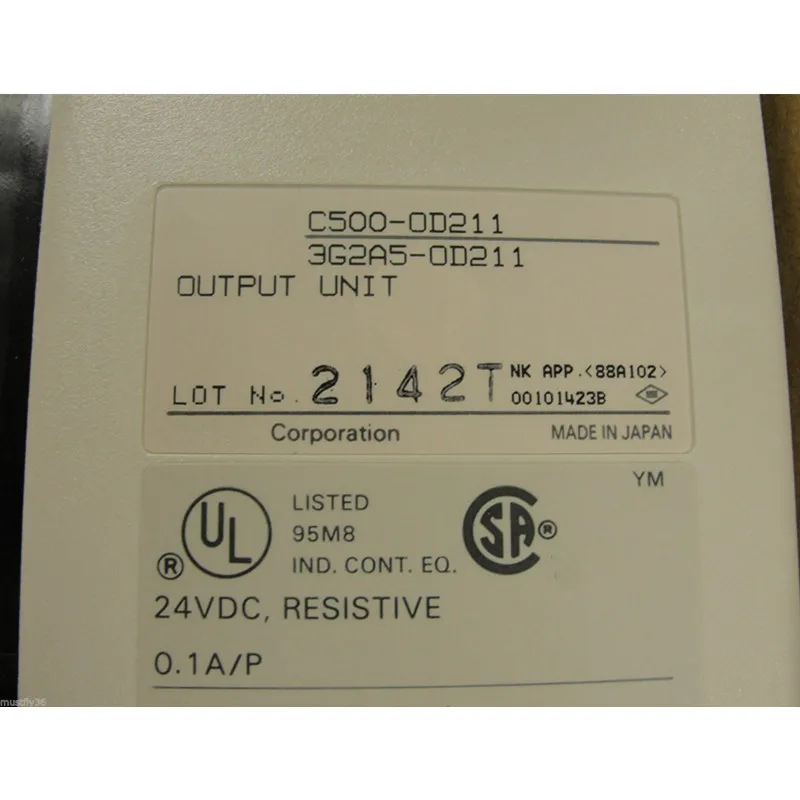 C500-OD211
3G2A5-OD211
OUTPUT UNIT
LOT No. 2142T NK APP.<88A102>
00101423B
Corporation MADE IN JAPAN
YM
UL LISTED
95M8
® IND. CONT. EQ.
SA ®
24VDC, RESISTIVE
0.1A/P
mustfly36